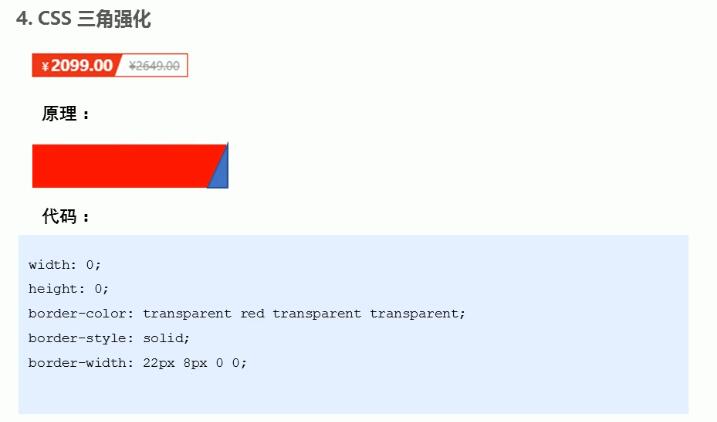 4. CSS 三角强化
¥2099.00 ¥2649.00
原理：
代码：
width: 0;
height: 0;
border-color: transparent red transparent transparent;
border-style: solid;
border-width: 22px 8px 0 0;